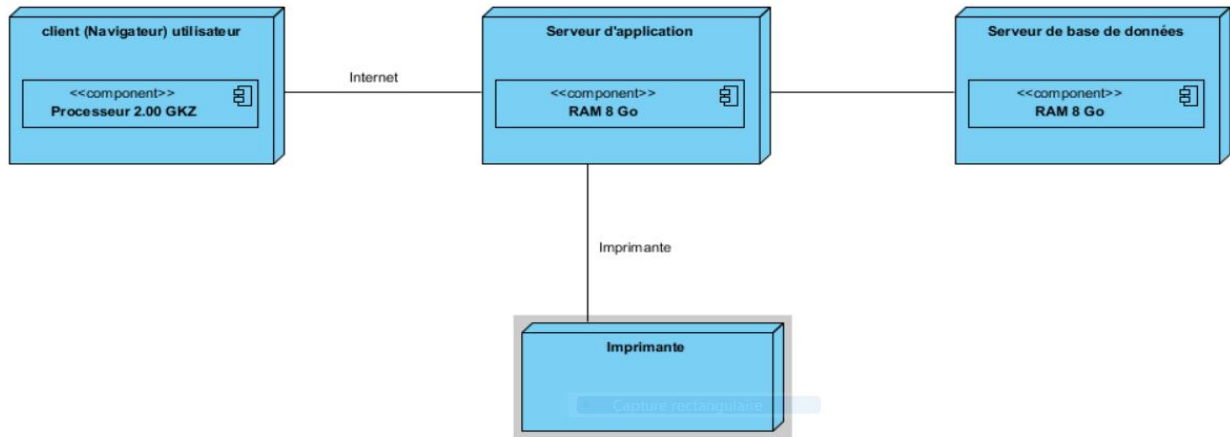 client (Navigateur) utilisateur
<<component>>
Processeur 2.00 GKZ
Internet
Serveur d'application
<<component>>
RAM 8 Go
Serveur de base de données
<<component>>
RAM 8 Go
Imprimante
Imprimante
Capture rectangulaire